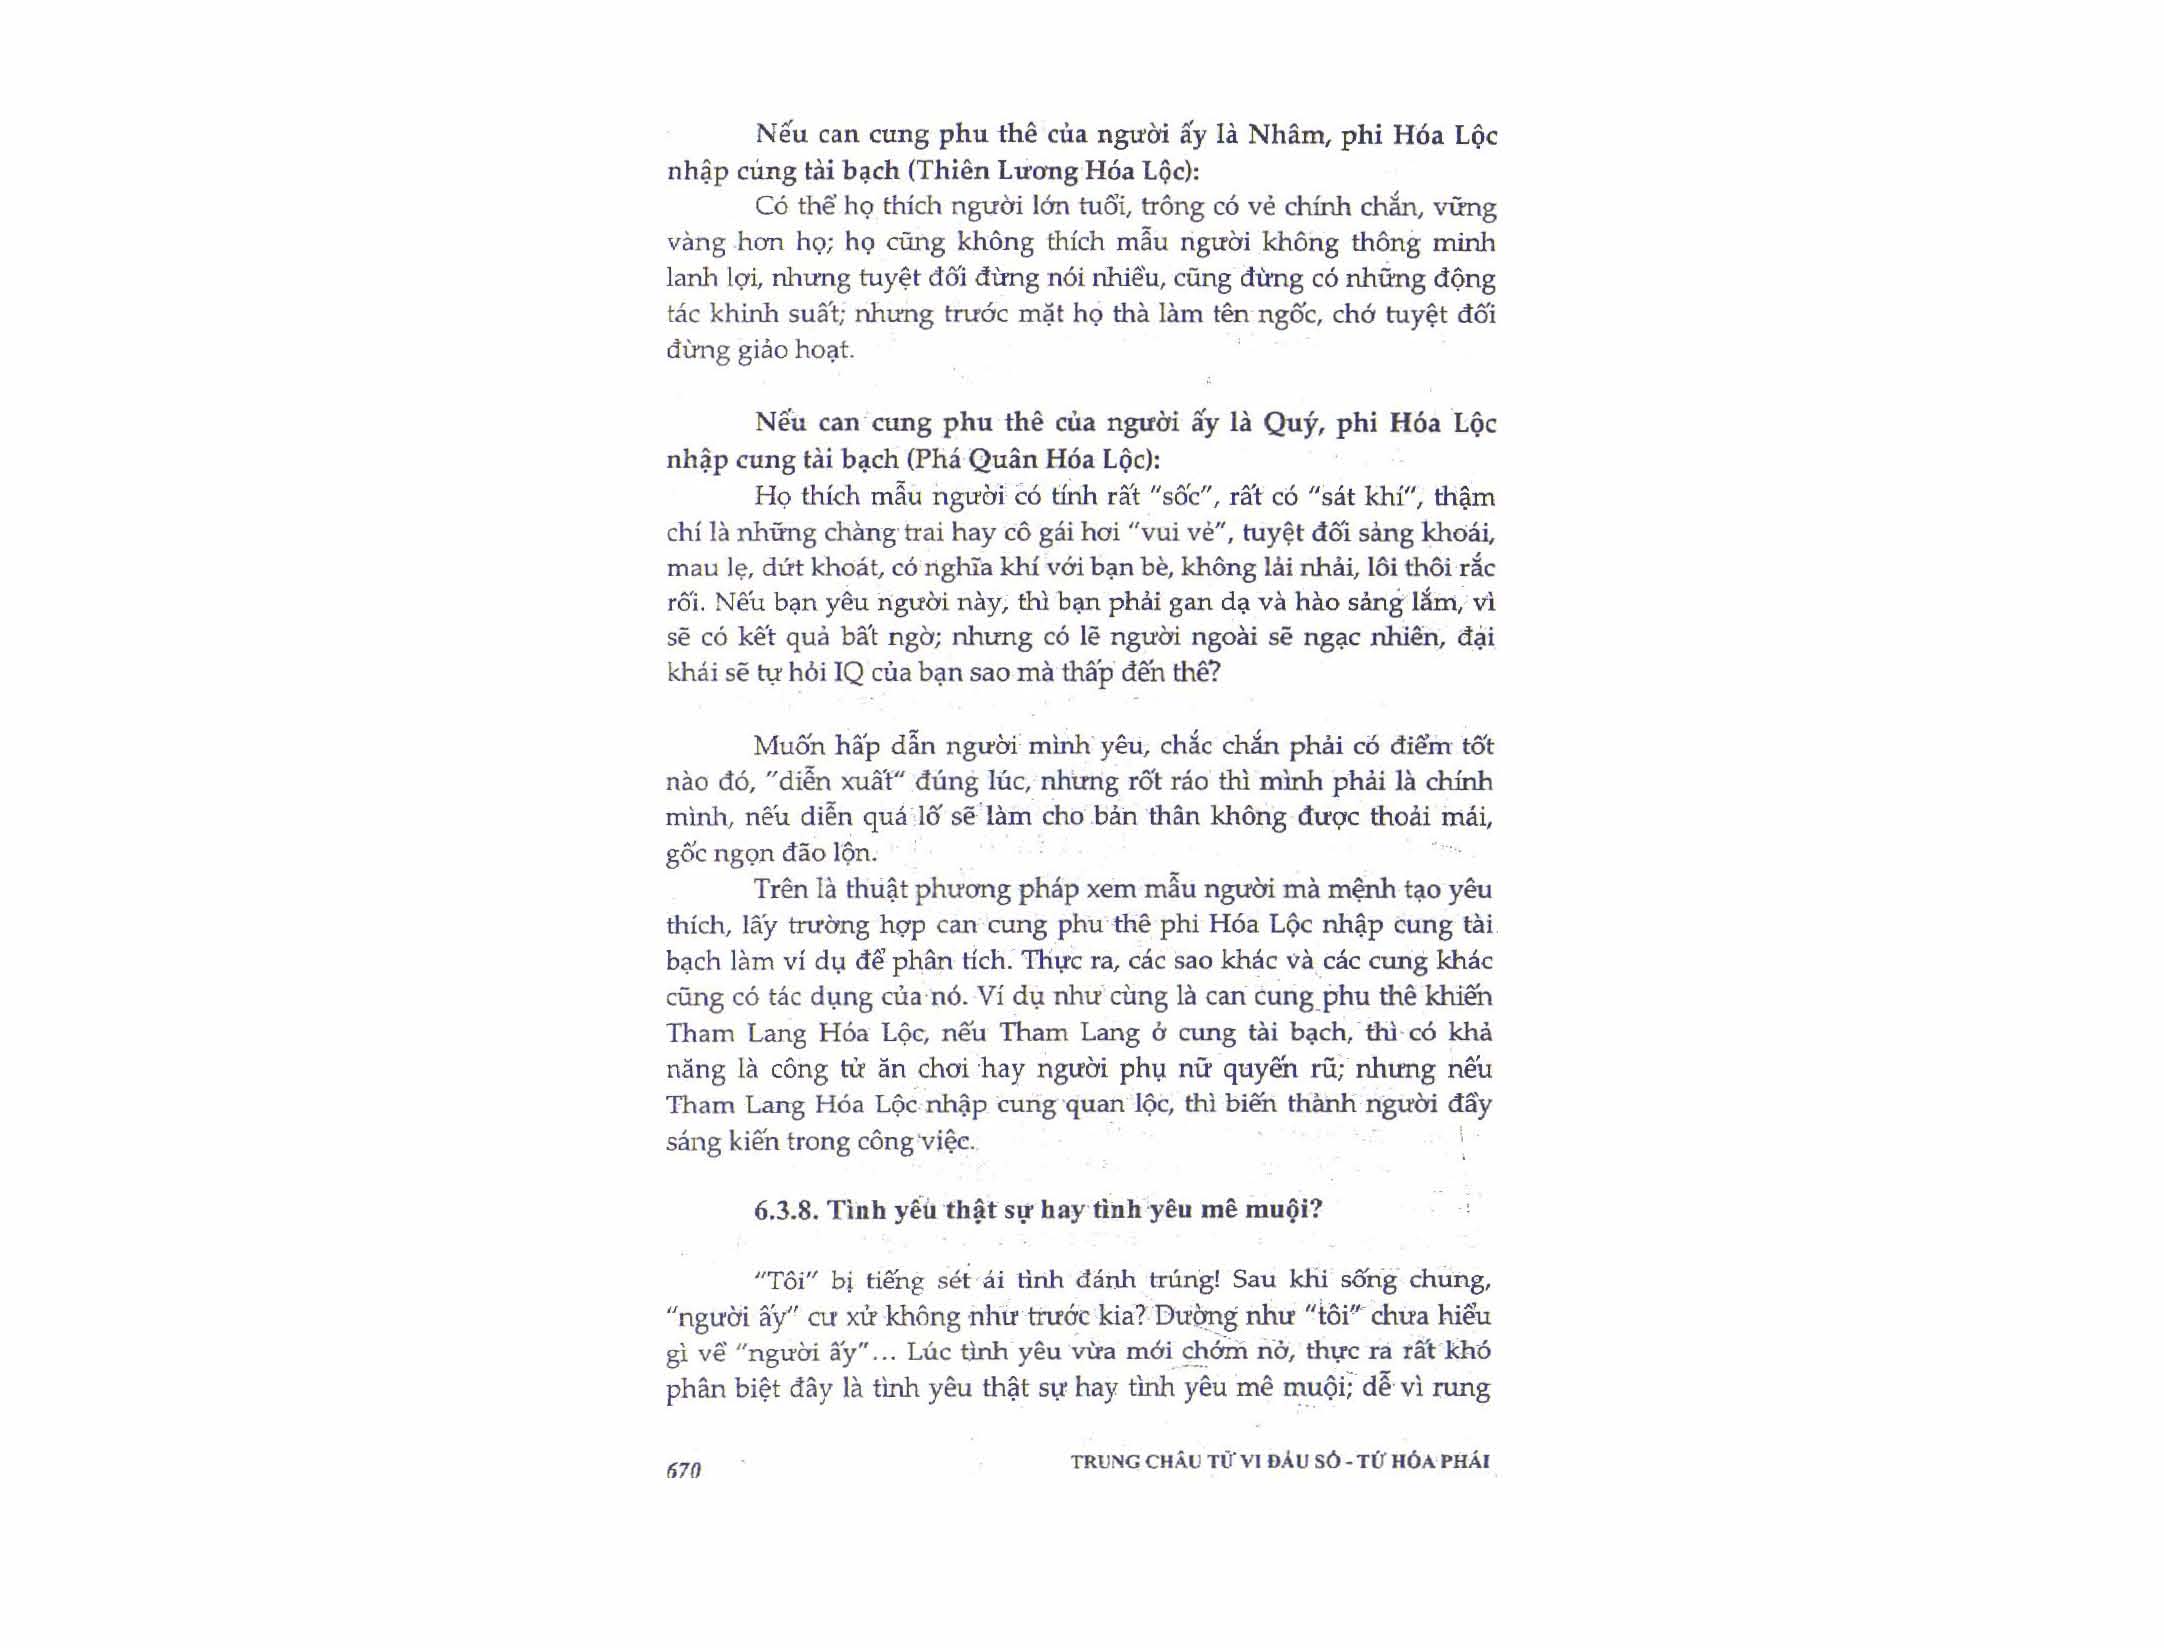 Nếu can cung phu thê của người ấy là Nhâm, phi Hóa Lộc
nhập cung tài bạch (Thiên Lương Hóa Lộc):
Có thể họ thích người lớn tuổi, trông có vẻ chính chắn, vững
vàng hơn họ; họ cũng không thích mẫu người không thông minh
lanh lợi, nhưng tuyệt đối đừng nói nhiều, cũng đừng có những động
tác khinh suất; nhưng trước mặt họ thà làm tên ngốc, chớ tuyệt đối
đừng giảo hoạt.
Nếu can cung phu thê của người ấy là Quý, phi Hóa Lộc
nhập cung tài bạch (Phá Quân Hóa Lộc):
Họ thích mẫu người có tính rất "sốc", rất có "sát khí", thậm
chí là những chàng trai hay cô gái hơi "vui vẻ", tuyệt đối sảng khoái,
mau lẹ, dứt khoát, có nghĩa khí với bạn bè, không lải nhải, lôi thôi rắc
rối. Nếu bạn yêu người này, thì bạn phải gan dạ và hào sảng lắm, vì
sẽ có kết quả bất ngờ; nhưng có lẽ người ngoài sẽ ngạc nhiên, đại
khái sẽ tự hỏi IQ của bạn sao mà thấp đến thế?
Muốn hấp dẫn người mình yêu, chắc chắn phải có điểm tốt
nào đó, "diễn xuất" đúng lúc, nhưng rốt ráo thì mình phải là chính
mình, nếu diễn quá lố sẽ làm cho bản thân không được thoải mái,
gốc ngọn đão lộn.
Trên là thuật phương pháp xem mẫu người mà mệnh tạo yêu
thích, lấy trường hợp can cung phu thê phi Hóa Lộc nhập cung tài
bạch làm ví dụ để phân tích. Thực ra, các sao khác và các cung khác
cũng có tác dụng của nó. Ví dụ như cùng là can cung phu thê khiến
Tham Lang Hóa Lộc, nếu Tham Lang ở cung tài bạch, thì có khả
năng là công tử ăn chơi hay người phụ nữ quyến rũ; nhưng nếu
Tham Lang Hóa Lộc nhập cung quan lộc, thì biến thành người đầy
sáng kiến trong công việc.
6.3.8. Tình yêu thật sự hay tình yêu mê muội?
"Tôi" bị tiếng sét ái tình đánh trúng! Sau khi sống chung,
"người ấy" cư xử không như trước kia? Dường như "tôi" chưa hiểu
gì về "người ấy"... Lúc tình yêu vừa mới chớm nở, thực ra rất khó
phân biệt đây là tình yêu thật sự hay tình yêu mê muội; dễ vì rung
670
TRUNG CHÂU TỬ VI ĐẨU SỐ - TỨ HÓA PHÁI